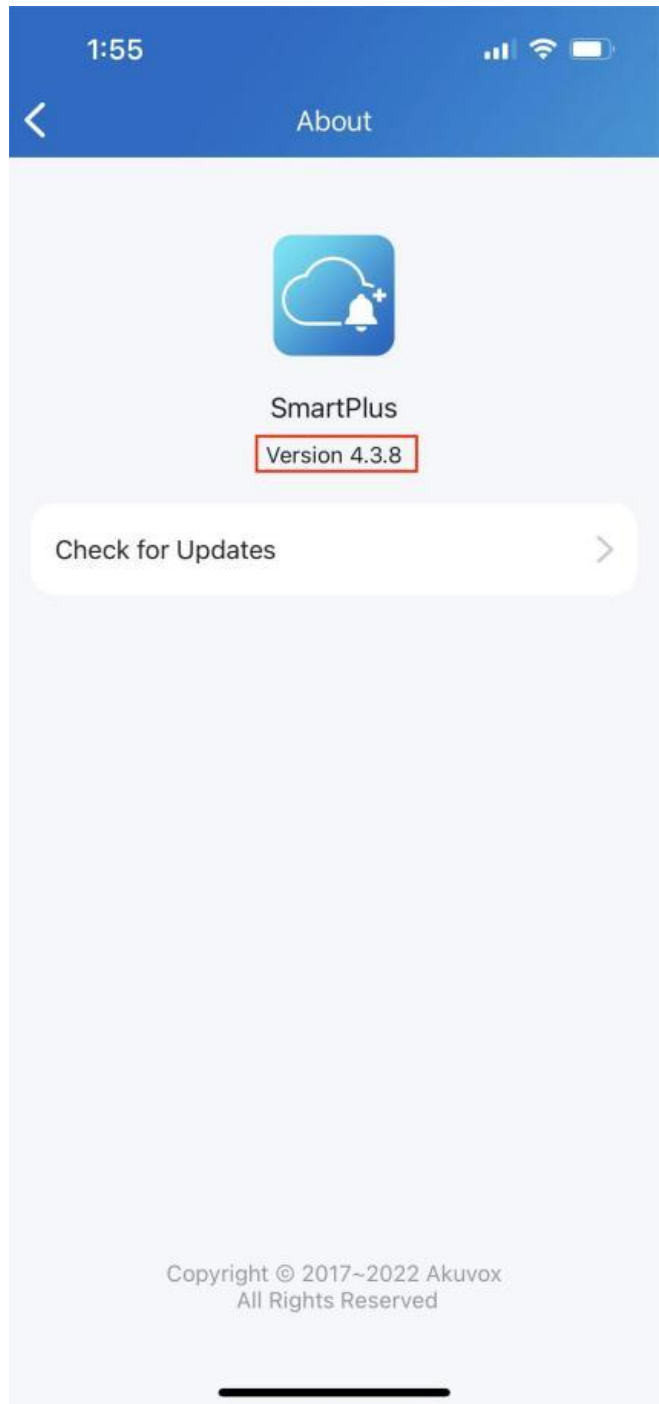 1:55
About
SmartPlus
Version 4.3.8
Check for Updates
Copyright © 2017~2022 Akuvox
All Rights Reserved